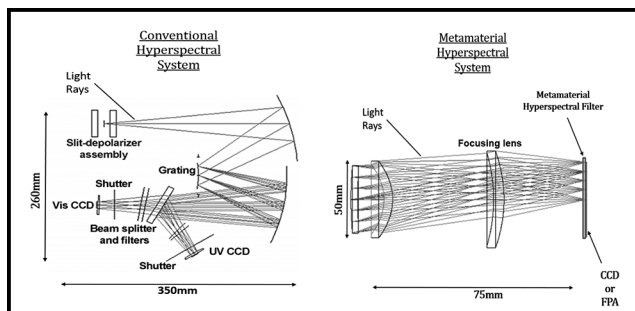 Conventional
Hyperspectral
System
Light
Rays
Slit-depolarizer
assembly
Grating
Shutter
Vis CCD
Beam splitter
and filters
UV CCD
Shutter
260mm
350mm
Metamaterial
Hyperspectral
System
Metamaterial
Hyperspectral Filter
Light
Rays
Focusing lens
50mm
75mm
CCD
or
FPA